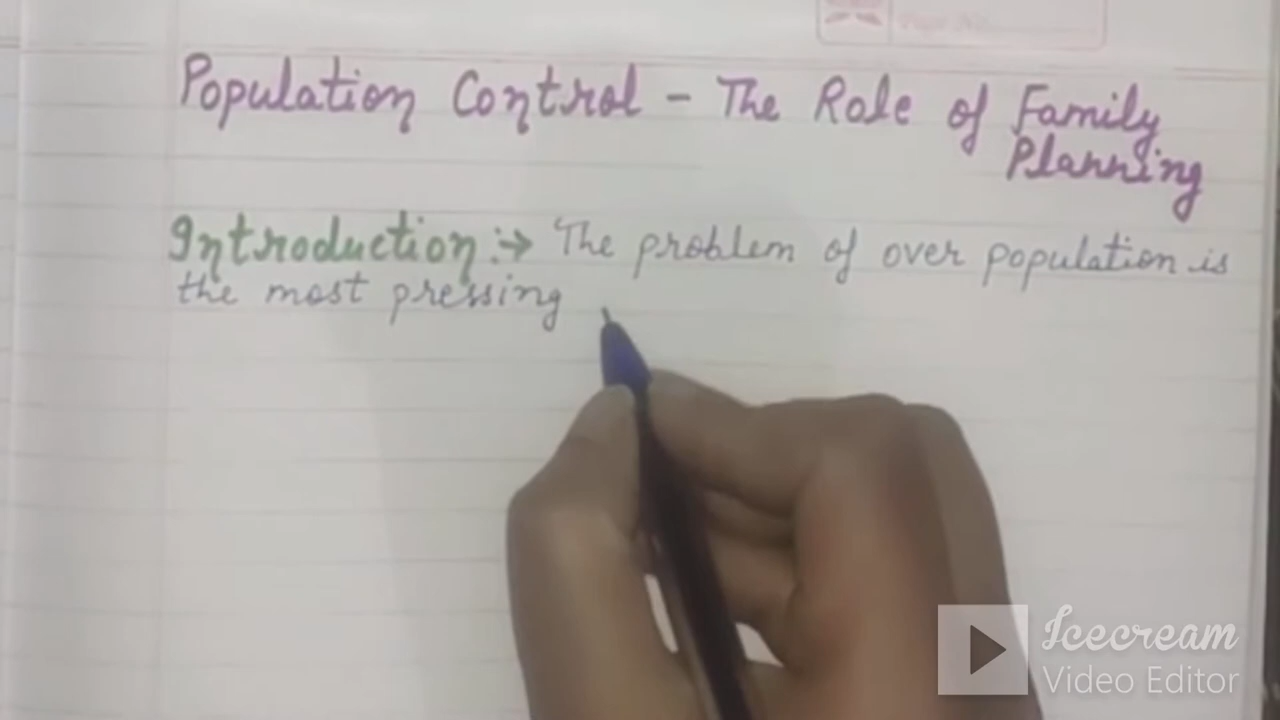 Population Control - The Role of Family
Planning
Introduction:→ The problem of over population is
the most pressing
Icecream
Video Editor